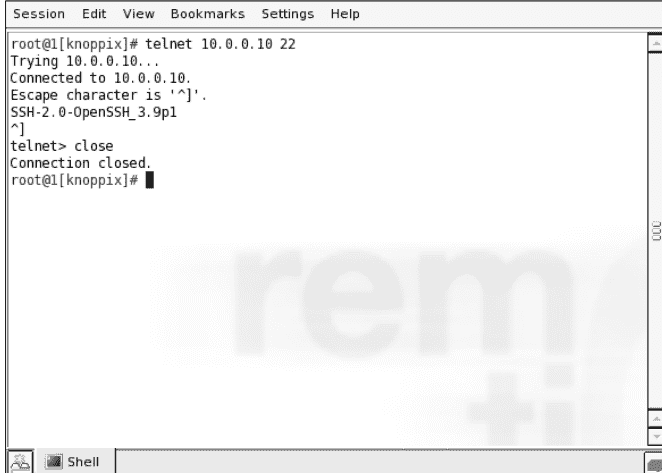 Session Edit View Bookmarks Settings Help
root@1[knoppix]# telnet 10.0.0.10 22
Trying 10.0.0.10...
Connected to 10.0.0.10.
Escape character is '^]'.
SSH-2.0-OpenSSH_3.9p1
^]
telnet> close
Connection closed.
root@1[knoppix]#
rem
ti
Shell